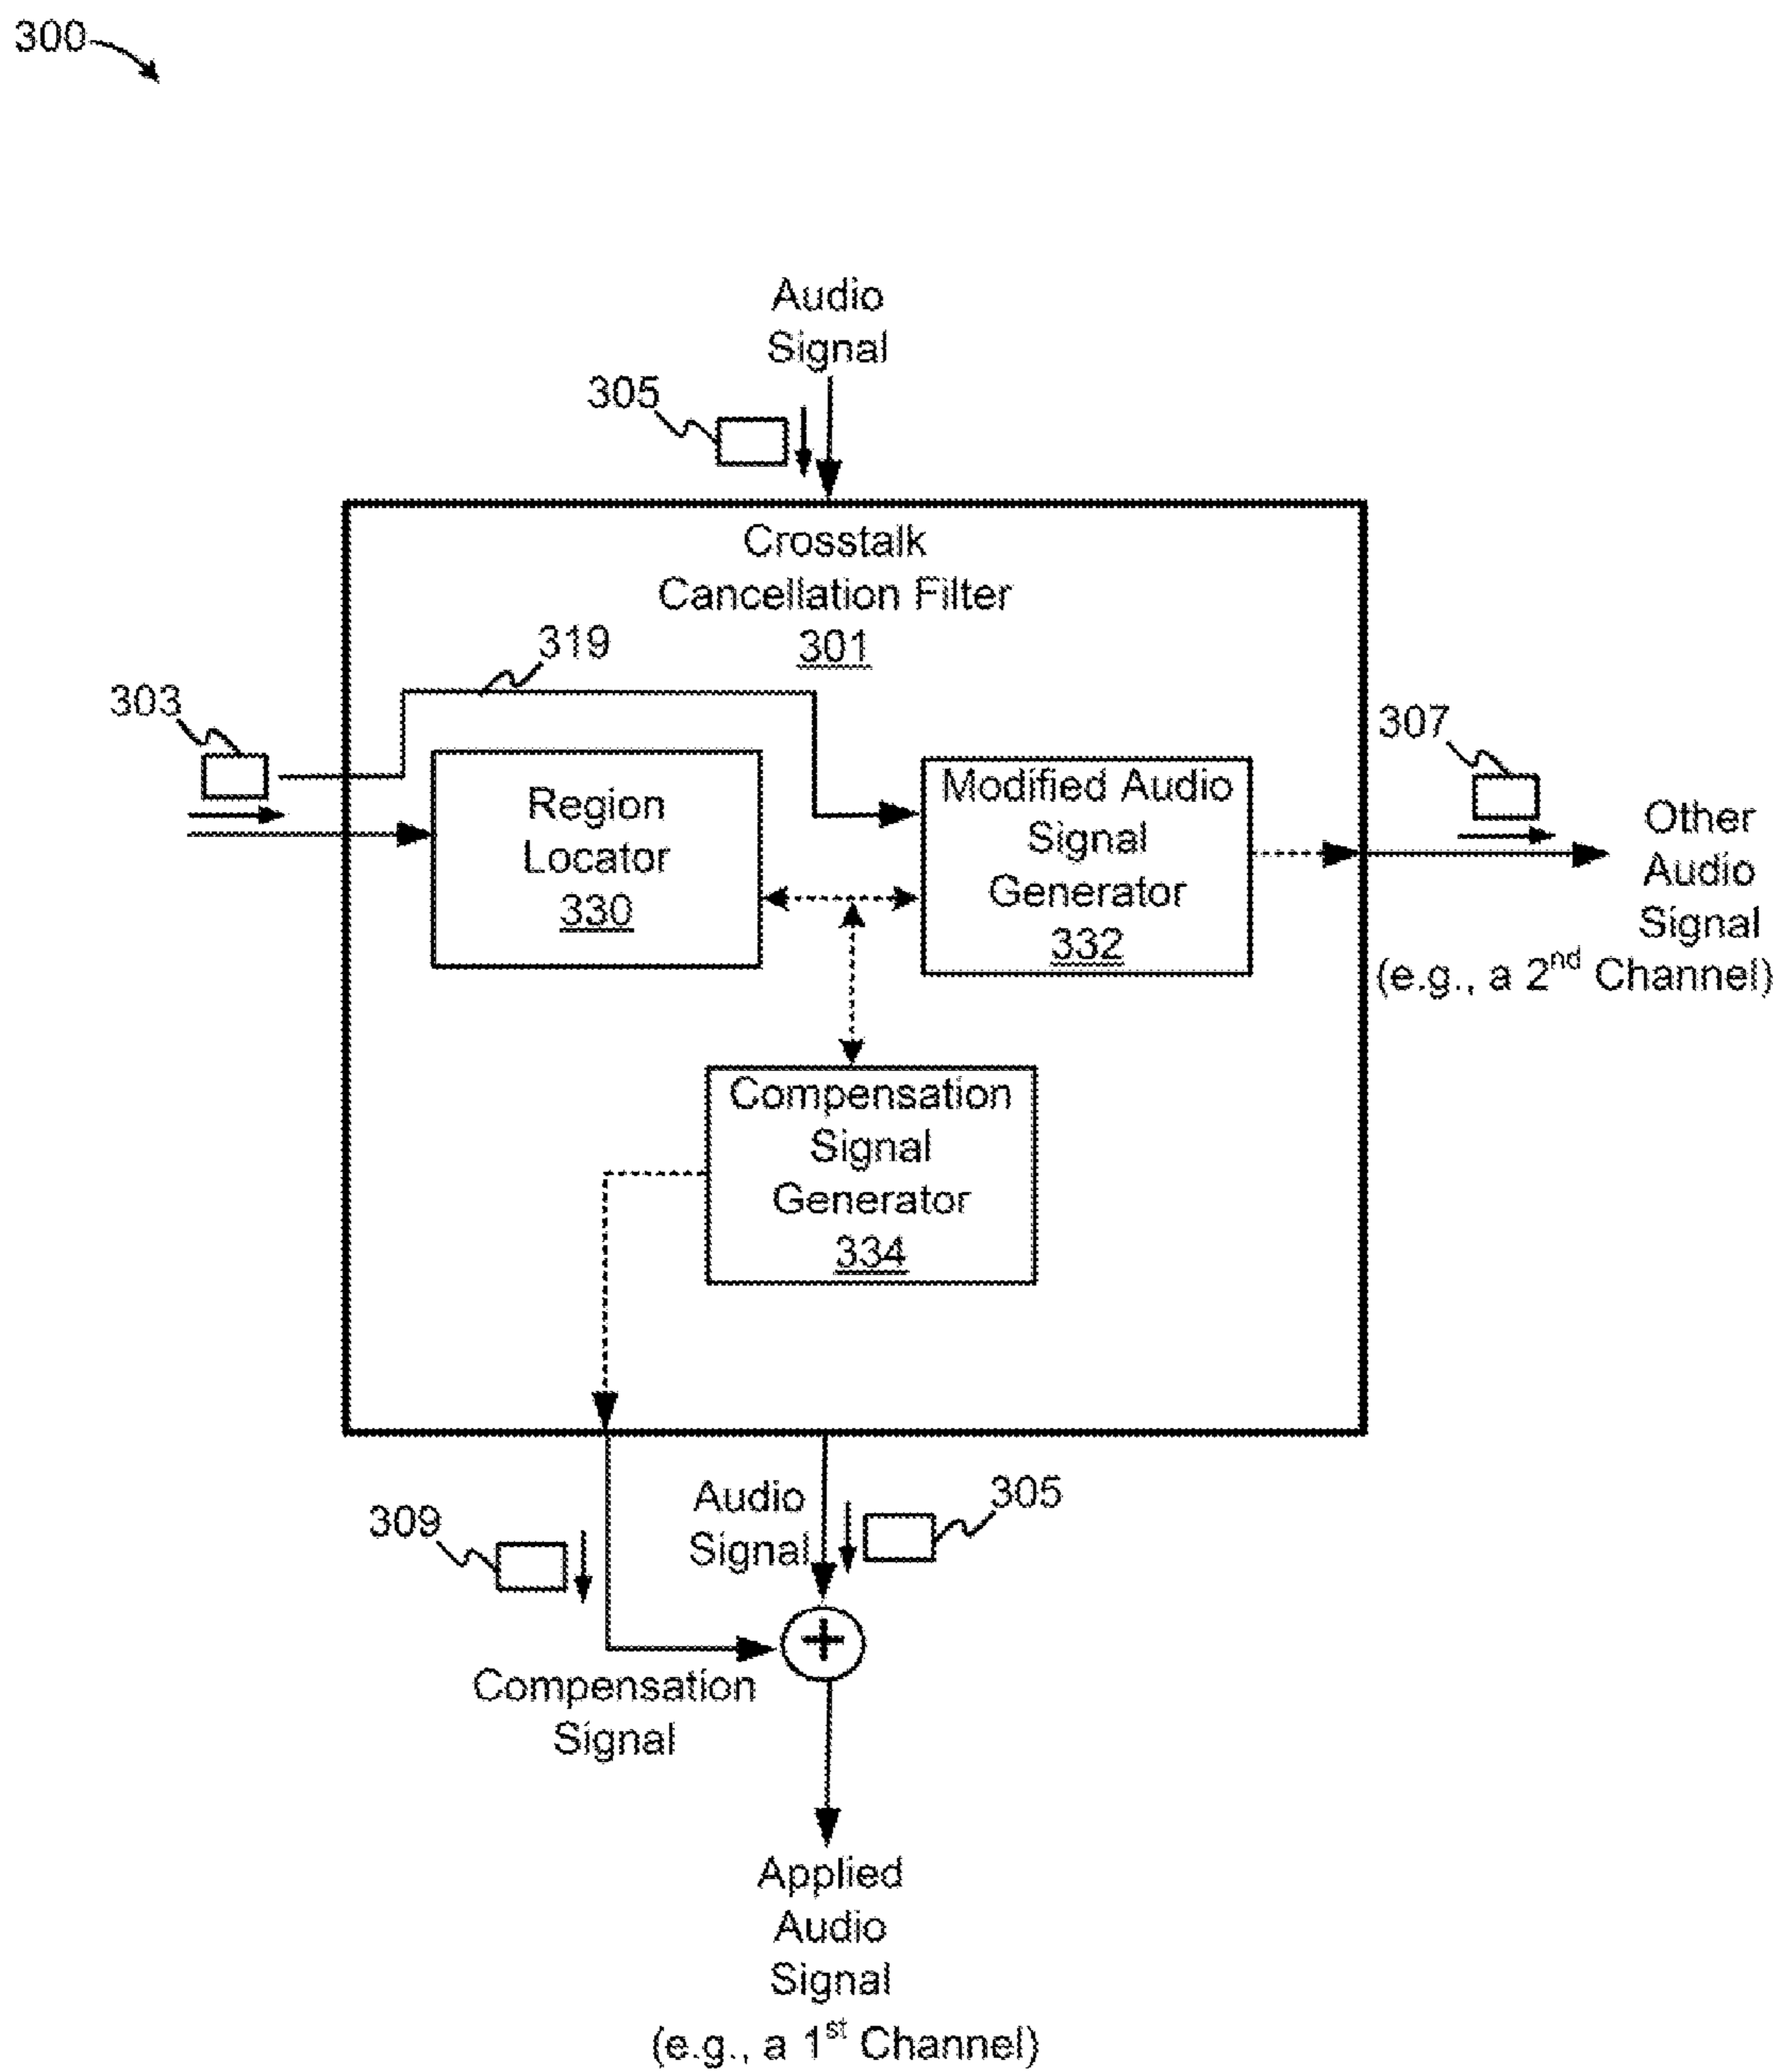 300
Audio
Signal
305
Crosstalk
Cancellation Filter
301
319
303
307
Region
Locator
330
Modified Audio
Signal
Generator
332
Other
Audio
Signal
(e.g., a 2nd Channel)
Compensation
Signal
Generator
334
309
Audio
Signal
305
+
Compensation
Signal
Applied
Audio
Signal
(e.g., a 1st Channel)